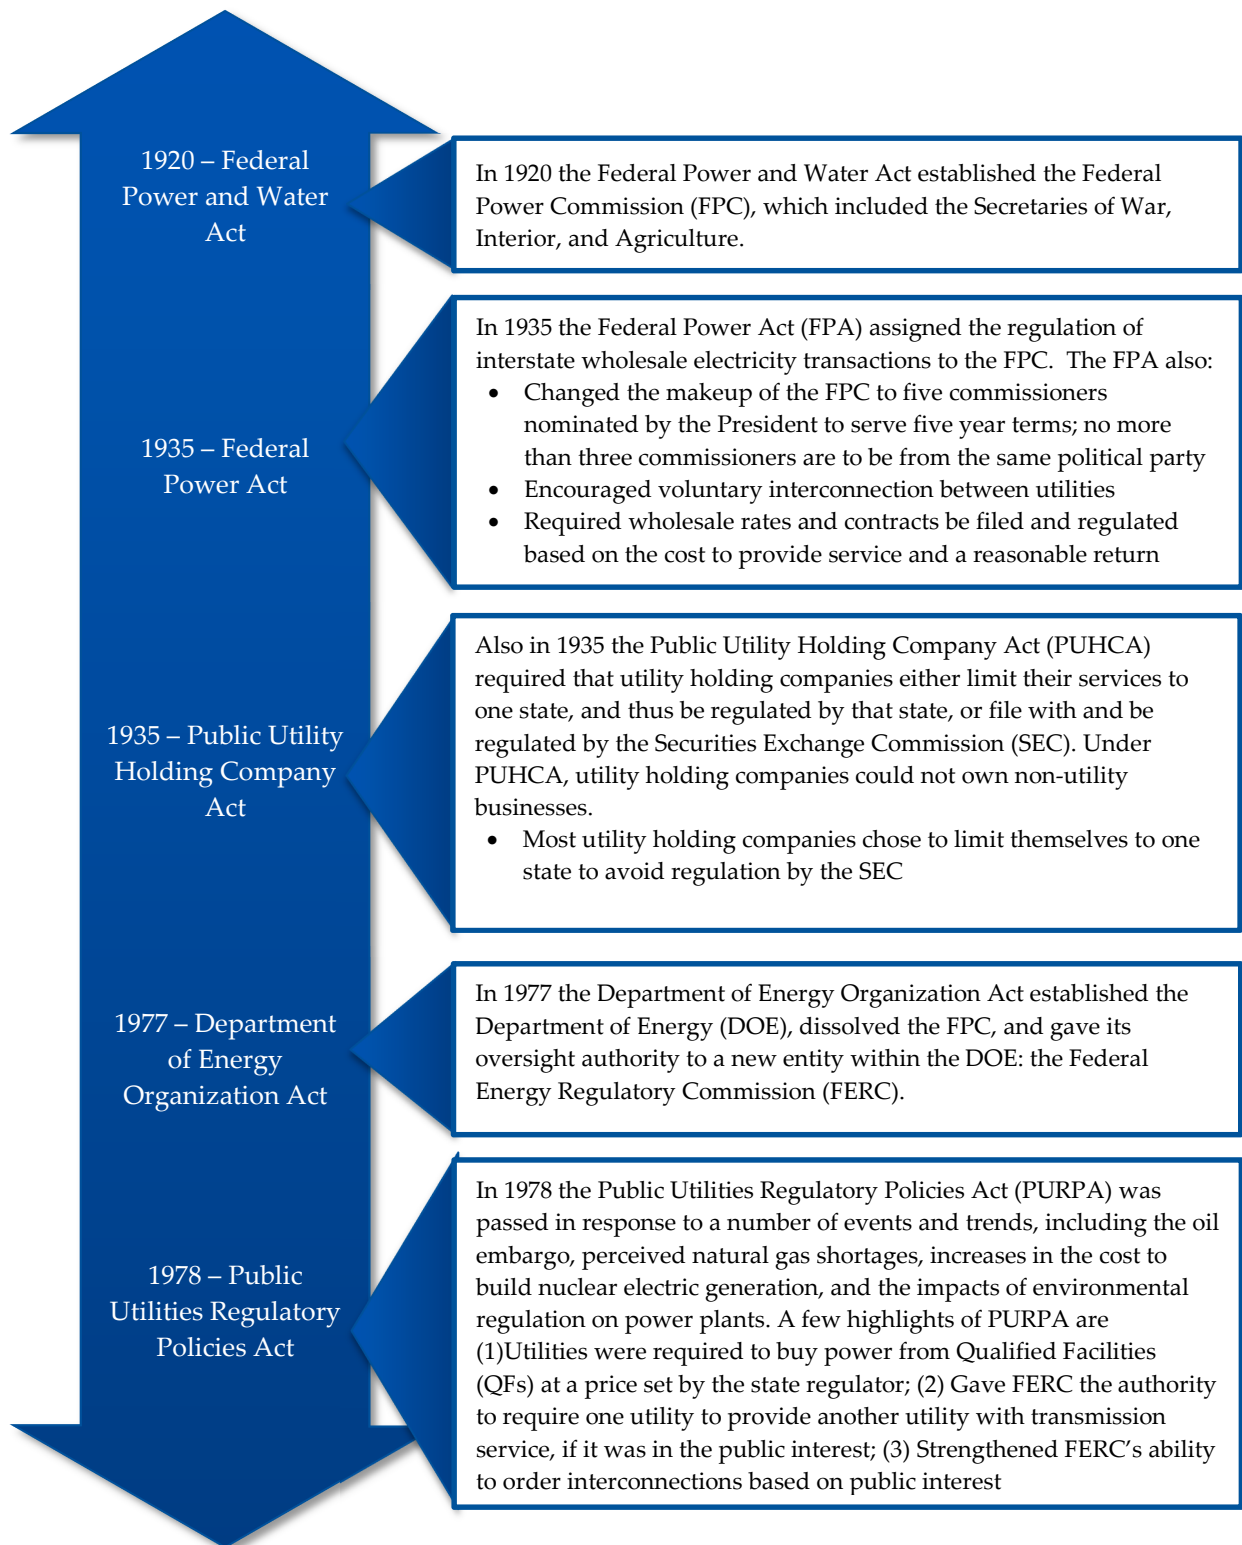 1920 – Federal
Power and Water
Act
In 1920 the Federal Power and Water Act established the Federal
Power Commission (FPC), which included the Secretaries of War,
Interior, and Agriculture.
1935 – Federal
Power Act
In 1935 the Federal Power Act (FPA) assigned the regulation of
interstate wholesale electricity transactions to the FPC.  The FPA also:
• Changed the makeup of the FPC to five commissioners
nominated by the President to serve five year terms; no more
than three commissioners are to be from the same political party
• Encouraged voluntary interconnection between utilities
• Required wholesale rates and contracts be filed and regulated
based on the cost to provide service and a reasonable return
1935 – Public Utility
Holding Company
Act
Also in 1935 the Public Utility Holding Company Act (PUHCA)
required that utility holding companies either limit their services to
one state, and thus be regulated by that state, or file with and be
regulated by the Securities Exchange Commission (SEC). Under
PUHCA, utility holding companies could not own non-utility
businesses.
• Most utility holding companies chose to limit themselves to one
state to avoid regulation by the SEC
1977 – Department
of Energy
Organization Act
In 1977 the Department of Energy Organization Act established the
Department of Energy (DOE), dissolved the FPC, and gave its
oversight authority to a new entity within the DOE: the Federal
Energy Regulatory Commission (FERC).
1978 – Public
Utilities Regulatory
Policies Act
In 1978 the Public Utilities Regulatory Policies Act (PURPA) was
passed in response to a number of events and trends, including the oil
embargo, perceived natural gas shortages, increases in the cost to
build nuclear electric generation, and the impacts of environmental
regulation on power plants. A few highlights of PURPA are
(1)Utilities were required to buy power from Qualified Facilities
(QFs) at a price set by the state regulator; (2) Gave FERC the authority
to require one utility to provide another utility with transmission
service, if it was in the public interest; (3) Strengthened FERC’s ability
to order interconnections based on public interest